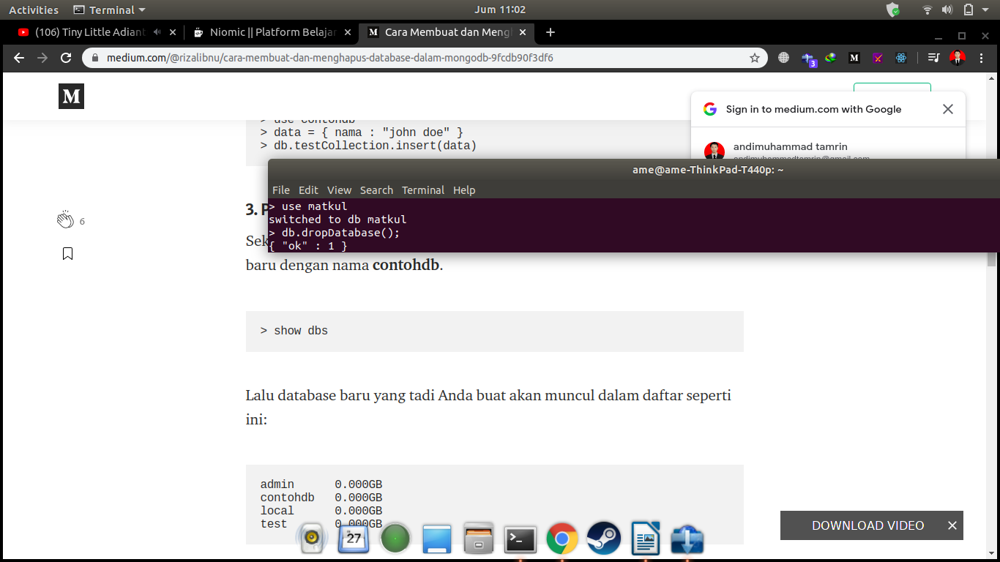 Activities Terminal Jum 11:02
(106) Tiny Little Adiant
Niomic || Platform Belajar
Cara Membuat dan Mengh
medium.com/@rizalibnu/cara-membuat-dan-menghapus-database-dalam-mongodb-9fcdb90f3df6
3
M
Sign in to medium.com with Google
andimuhammad tamrin
andimuhammadtamrin@gmail.com
> use contohdb
> data = { nama : "john doe" }
> db.testCollection.insert(data)
ame@ame-ThinkPad-T440p: ~
File Edit View Search Terminal Help
> use matkul
switched to db matkul
> db.dropDatabase();
{ "ok" : 1 }
6
3. P
Sek
baru dengan nama contohdb.
> show dbs
Lalu database baru yang tadi Anda buat akan muncul dalam daftar seperti
ini:
admin 0.000GB
contohdb 0.000GB
local 0.000GB
test 0.000GB
27
DOWNLOAD VIDEO